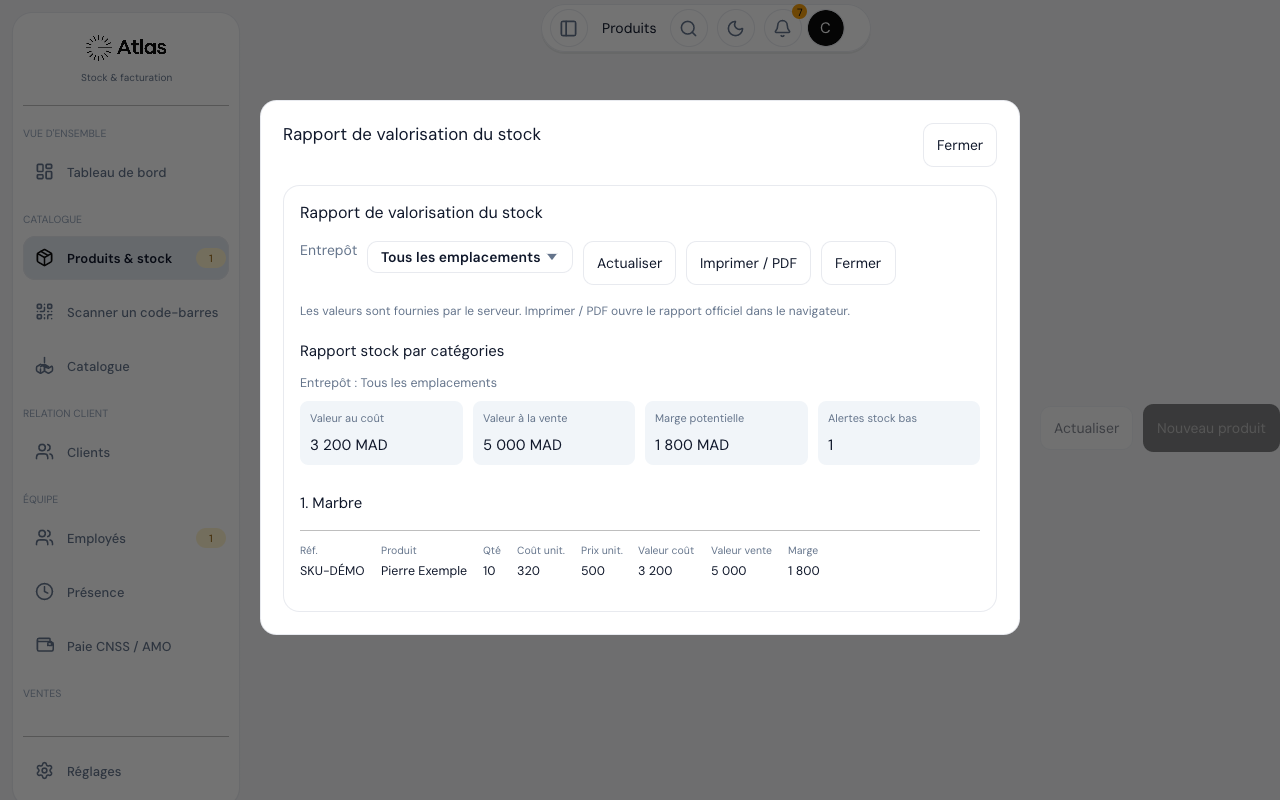 Atlas
Stock & facturation
VUE D'ENSEMBLE
Tableau de bord
CATALOGUE
Produits & stock 1
Scanner un code-barres
Catalogue
RELATION CLIENT
Clients
ÉQUIPE
Employés 1
Présence
Paie CNSS / AMO
VENTES
Réglages
Produits 7 C
Actualiser Nouveau produit
Rapport de valorisation du stock Fermer
Rapport de valorisation du stock
Entrepôt Tous les emplacements Actualiser Imprimer / PDF Fermer
Les valeurs sont fournies par le serveur. Imprimer / PDF ouvre le rapport officiel dans le navigateur.
Rapport stock par catégories
Entrepôt : Tous les emplacements
Valeur au coût Valeur à la vente Marge potentielle Alertes stock bas
3 200 MAD 5 000 MAD 1 800 MAD 1
1. Marbre
Réf. Produit Qté Coût unit. Prix unit. Valeur coût Valeur vente Marge
SKU-DÉMO Pierre Exemple 10 320 500 3 200 5 000 1 800